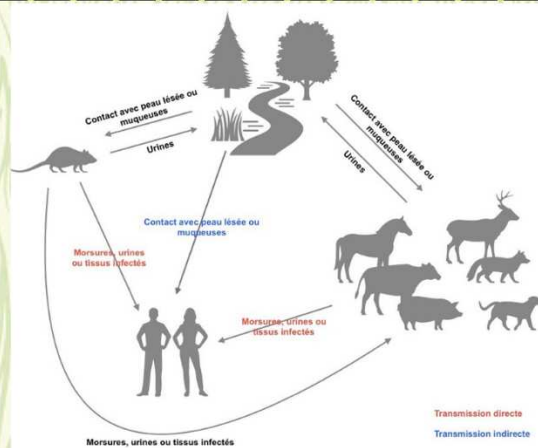 Contact avec peau lésée ou
muqueuses
Urines
Contact avec peau lésée ou
muqueuses
Urines
Contact avec peau lésée ou
muqueuses
Morsures, urines
ou tissus infectés
Morsures, urines ou
tissus infectés
Transmission directe
Transmission indirecte
Morsures, urines ou tissus infectés